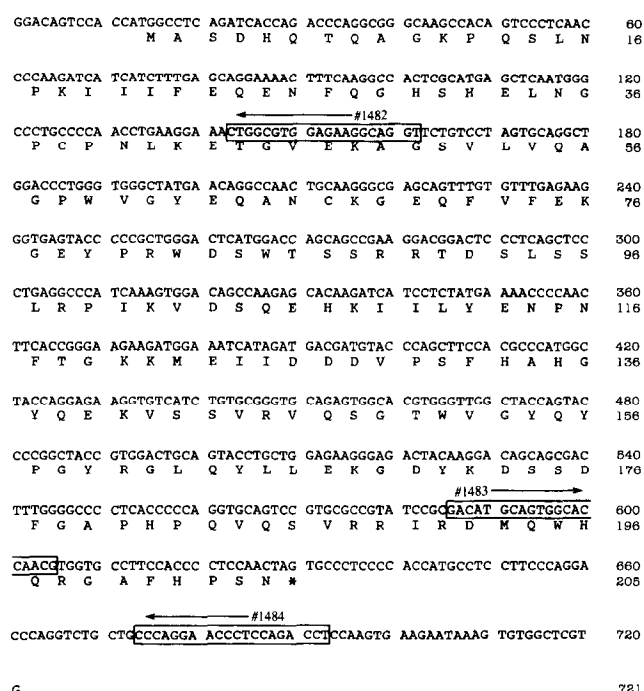 GGACAGTCCA CCATGGCCTC AGATCACCAG ACCCAGGCGG GCAAGCCACA GTCCCTCAAC 60
M A S D H Q T Q A G K P Q S L N 16
CCCAAGATCA TCATCTTTGA GCAGGAAAAC TTTCAAGGCC ACTCGCATGA GCTCAATGGG 120
P K I I I F E Q E N F Q G H S H E L N G 36
#1482
CCCTGCCCCA ACCTGAAGGA AACTGGCGTG GAGAAGGCAG GTTCTGTCCT AGTGCAGGCT 180
P C P N L K E T G V E K A G S V L V Q A 56
GGACCCTGGG TGGGCTATGA ACAGGCCAAC TGCAAGGGCG AGCAGTTTGT GTTTGAGAAG 240
G P W V G Y E Q A N C K G E Q F V F E K 76
GGTGAGTACC CCCGCTGGGA CTCATGGACC AGCAGCCGAA GGACGGACTC CCTCAGCTCC 300
G E Y P R W D S W T S S R R T D S L S S 96
CTGAGGCCCA TCAAAGTGGA CAGCCAAGAG CACAAGATCA TCCTCTATGA AAACCCCAAC 360
L R P I K V D S Q E H K I I L Y E N P N 116
TTCACCGGGA AGAAGATGGA AATCATAGAT GACGATGTAC CCAGCTTCCA CGCCCATGGC 420
F T G K K M E I I D D D V P S F H A H G 136
TACCAGGAGA AGGTGTCATC TGTGCGGGTG CAGAGTGGCA CGTGGGTTGG CTACCAGTAC 480
Y Q E K V S S V R V Q S G T W V G Y Q Y 156
CCCGGCTACC GTGGACTGCA GTACCTGCTG GAGAAGGGAG ACTACAAGGA CAGCAGCGAC 540
P G Y R G L Q Y L L E K G D Y K D S S D 176
#1483
TTTGGGGCCC CTCACCCCCA GGTGCAGTCC GTGCGCCGTA TCCGCGACAT GCAGTGGCAC 600
F G A P H P Q V Q S V R R I R D M Q W H 196
CAACGTGGTG CCTTCCACCC CTCCAACTAG TGCCCTCCCC ACCATGCCTC CTTCCCAGGA 660
Q R G A F H P S N * 205
#1484
CCCAGGTCTG CTGCCCAGGA ACCCTCCAGA CCTCCAAGTG AAGAATAAAG TGTGGCTCGT 720
G 721